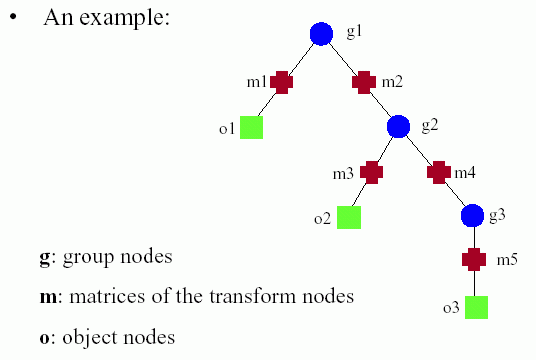 • An example:
g1
m1
m2
o1
g2
m3
m4
o2
g3
g: group nodes
m5
m: matrices of the transform nodes
o3
o: object nodes